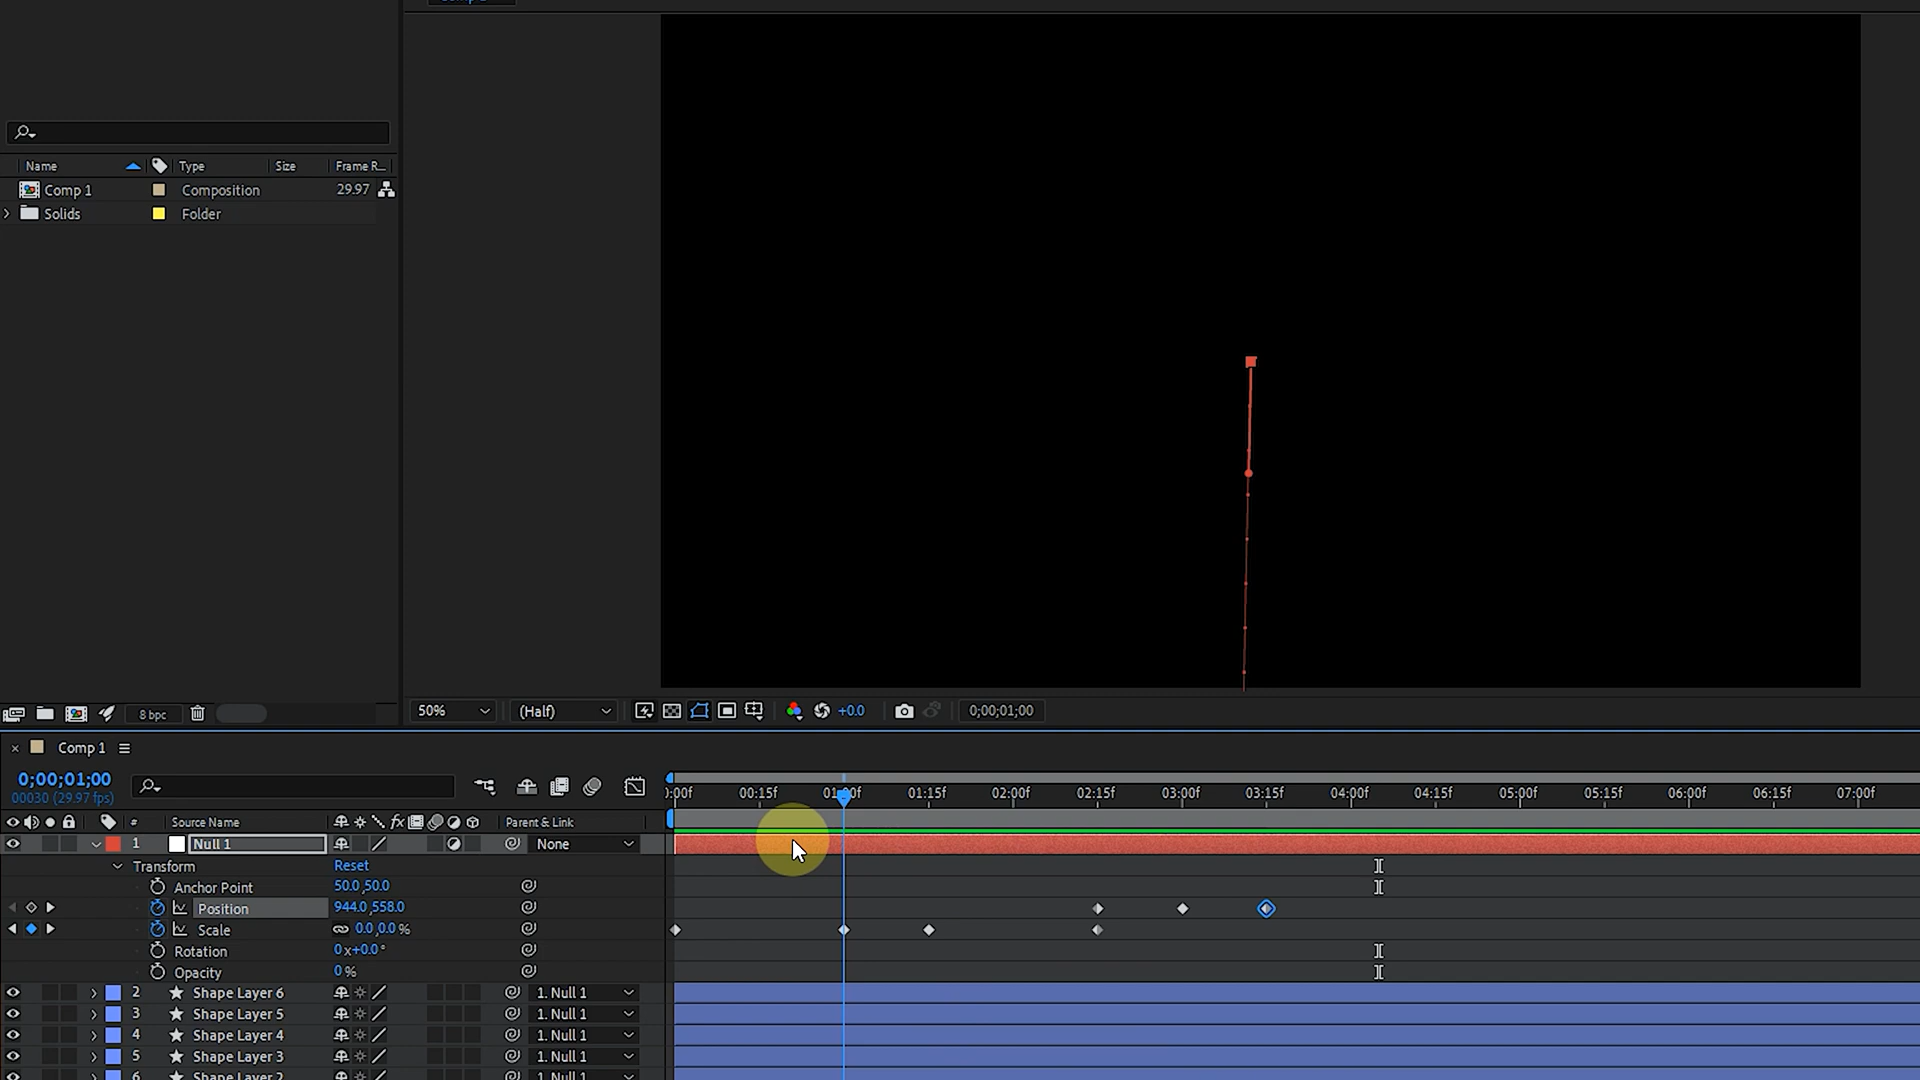 Name Type Size Frame R...
Comp 1 Composition 29.97
Solids Folder
8 bpc
50% (Half) +0.0 0;00;01;00
Comp 1
0;00;01;00
00030 (29.97 fps)
:00f 00:15f 01:00f 01:15f 02:00f 02:15f 03:00f 03:15f 04:00f 04:15f 05:00f 05:15f 06:00f 06:15f 07:00f
# Source Name fx Parent & Link
1 Null 1 None
Transform Reset
Anchor Point 50.0,50.0
Position 944.0,558.0
Scale 0.0,0.0%
Rotation 0x+0.0°
Opacity 0%
2 Shape Layer 6 1. Null 1
3 Shape Layer 5 1. Null 1
4 Shape Layer 4 1. Null 1
5 Shape Layer 3 1. Null 1
6 Shape Layer 2 1. Null 1